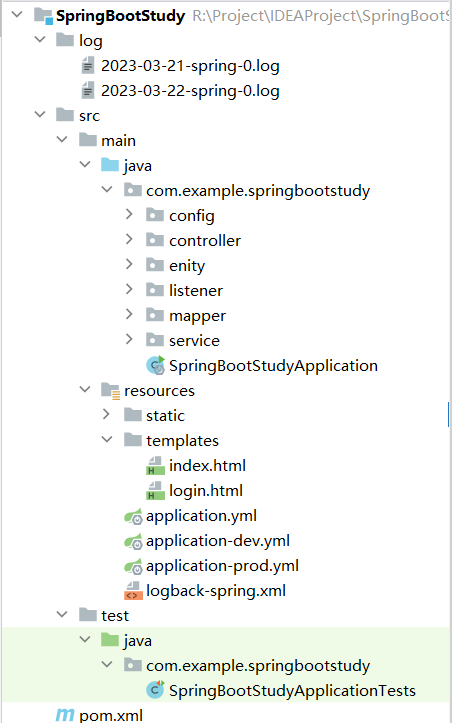 SpringBootStudy R:\Project\IDEAProject\SpringBootS
log
2023-03-21-spring-0.log
2023-03-22-spring-0.log
src
main
java
com.example.springbootstudy
config
controller
enity
listener
mapper
service
SpringBootStudyApplication
resources
static
templates
index.html
login.html
application.yml
application-dev.yml
application-prod.yml
logback-spring.xml
test
java
com.example.springbootstudy
SpringBootStudyApplicationTests
pom.xml